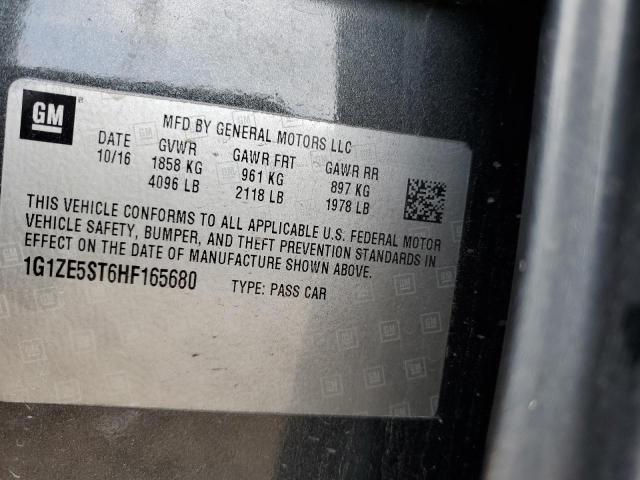 GM
MFD BY GENERAL MOTORS LLC
DATE GVWR GAWR FRT GAWR RR
10/16 1858 KG 961 KG 897 KG
4096 LB 2118 LB 1978 LB
THIS VEHICLE CONFORMS TO ALL APPLICABLE U.S. FEDERAL MOTOR
VEHICLE SAFETY, BUMPER, AND THEFT PREVENTION STANDARDS IN
EFFECT ON THE DATE OF MANUFACTURE SHOWN ABOVE.
1G1ZE5ST6HF165680 TYPE: PASS CAR